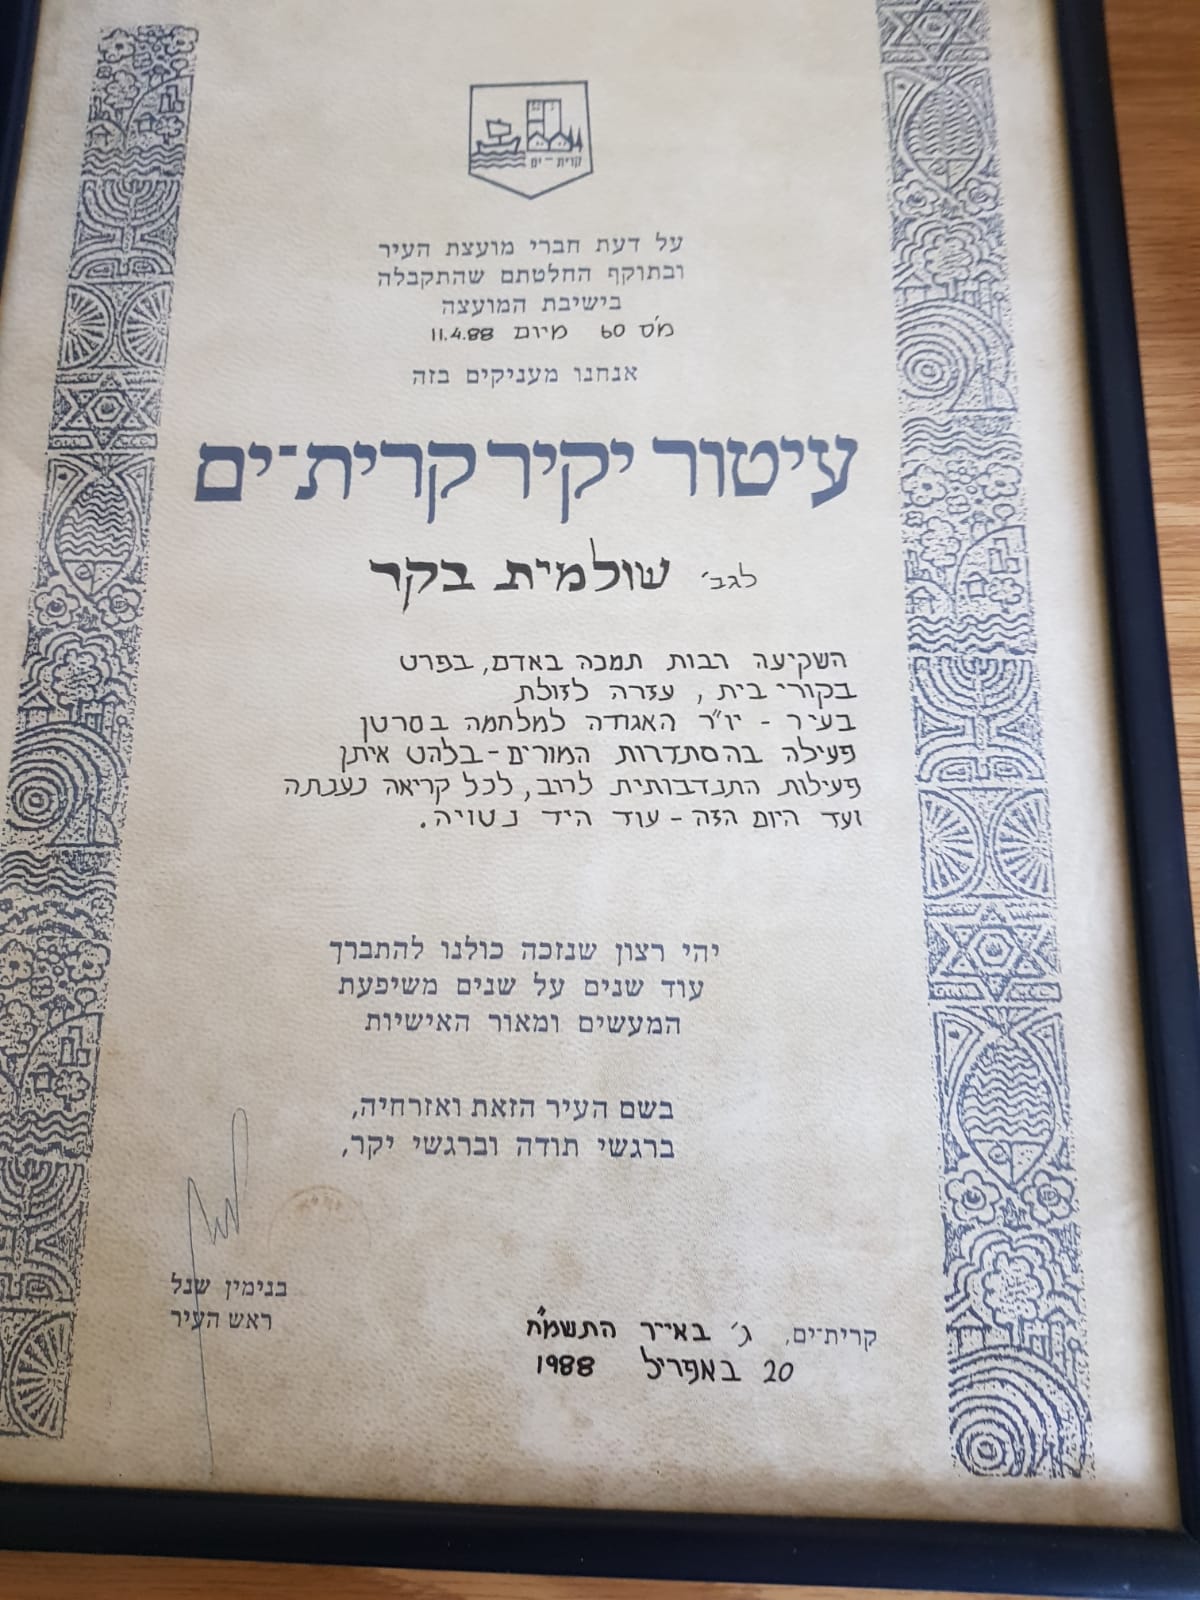 קרית - ים
על דעת חברי מועצת העיר
ובתוקף החלטתם שהתקבלה
בישיבת המועצה
מ'ס 60 מיום 11.4.88
אנחנו מעניקים בזה
עיטור יקיר קרית־ים
לגב' שולמית בקר
השקיעה רבות תמכה באדם, בפרט
בקורי בית, עזרה לזולת
בעיר - יו"ר האגודה למלחמה בסרטן
פעילה בהסתדרות המורים - בלהט איתן
פעילות התנדבותית לרוב, לכל קריאה נענתה
ועד היום הזה - עוד היד נטויה.
יהי רצון שנזכה כולנו להתברך
עוד שנים על שנים משיפעת
המעשים ומאור האישיות
בשם העיר הזאת ואזרחיה,
ברגשי תודה וברגשי יקר,
בנימין שנל
ראש העיר
קרית־ים, ג' באייר התשמ"ח
20 באפריל 1988